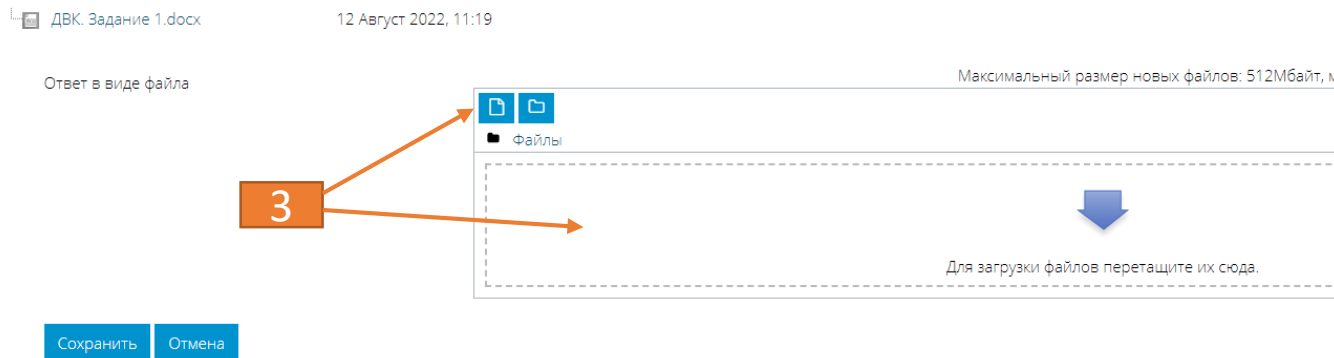 ДВК. Задание 1.docx 12 Август 2022, 11:19
Максимальный размер новых файлов: 512Мбайт,
Ответ в виде файла
Файлы
3
Для загрузки файлов перетащите их сюда.
Сохранить Отмена